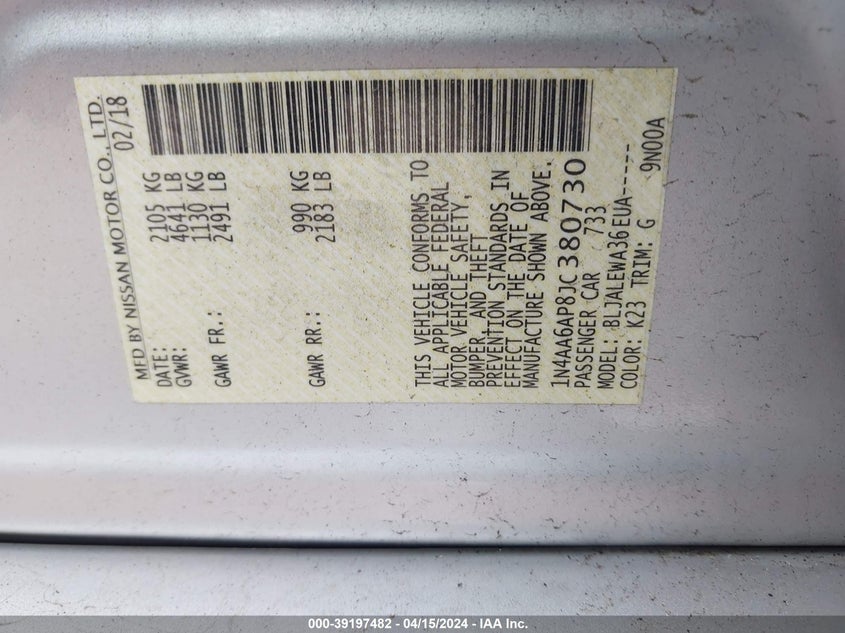 MFD BY NISSAN MOTOR CO., LTD.
DATE: 02/18
GVWR: 2105 KG
4641 LB
GAWR FR.: 1130 KG
2491 LB
GAWR RR.: 990 KG
2183 LB
THIS VEHICLE CONFORMS TO
ALL APPLICABLE FEDERAL
MOTOR VEHICLE SAFETY,
BUMPER AND THEFT
PREVENTION STANDARDS IN
EFFECT ON THE DATE OF
MANUFACTURE SHOWN ABOVE.
1N4AA6AP8JC380730
PASSENGER CAR 733
MODEL: BLJALEWA36EUA-----
COLOR: K23 TRIM: G 9N00A
000-39197482 - 04/15/2024 - IAA Inc.